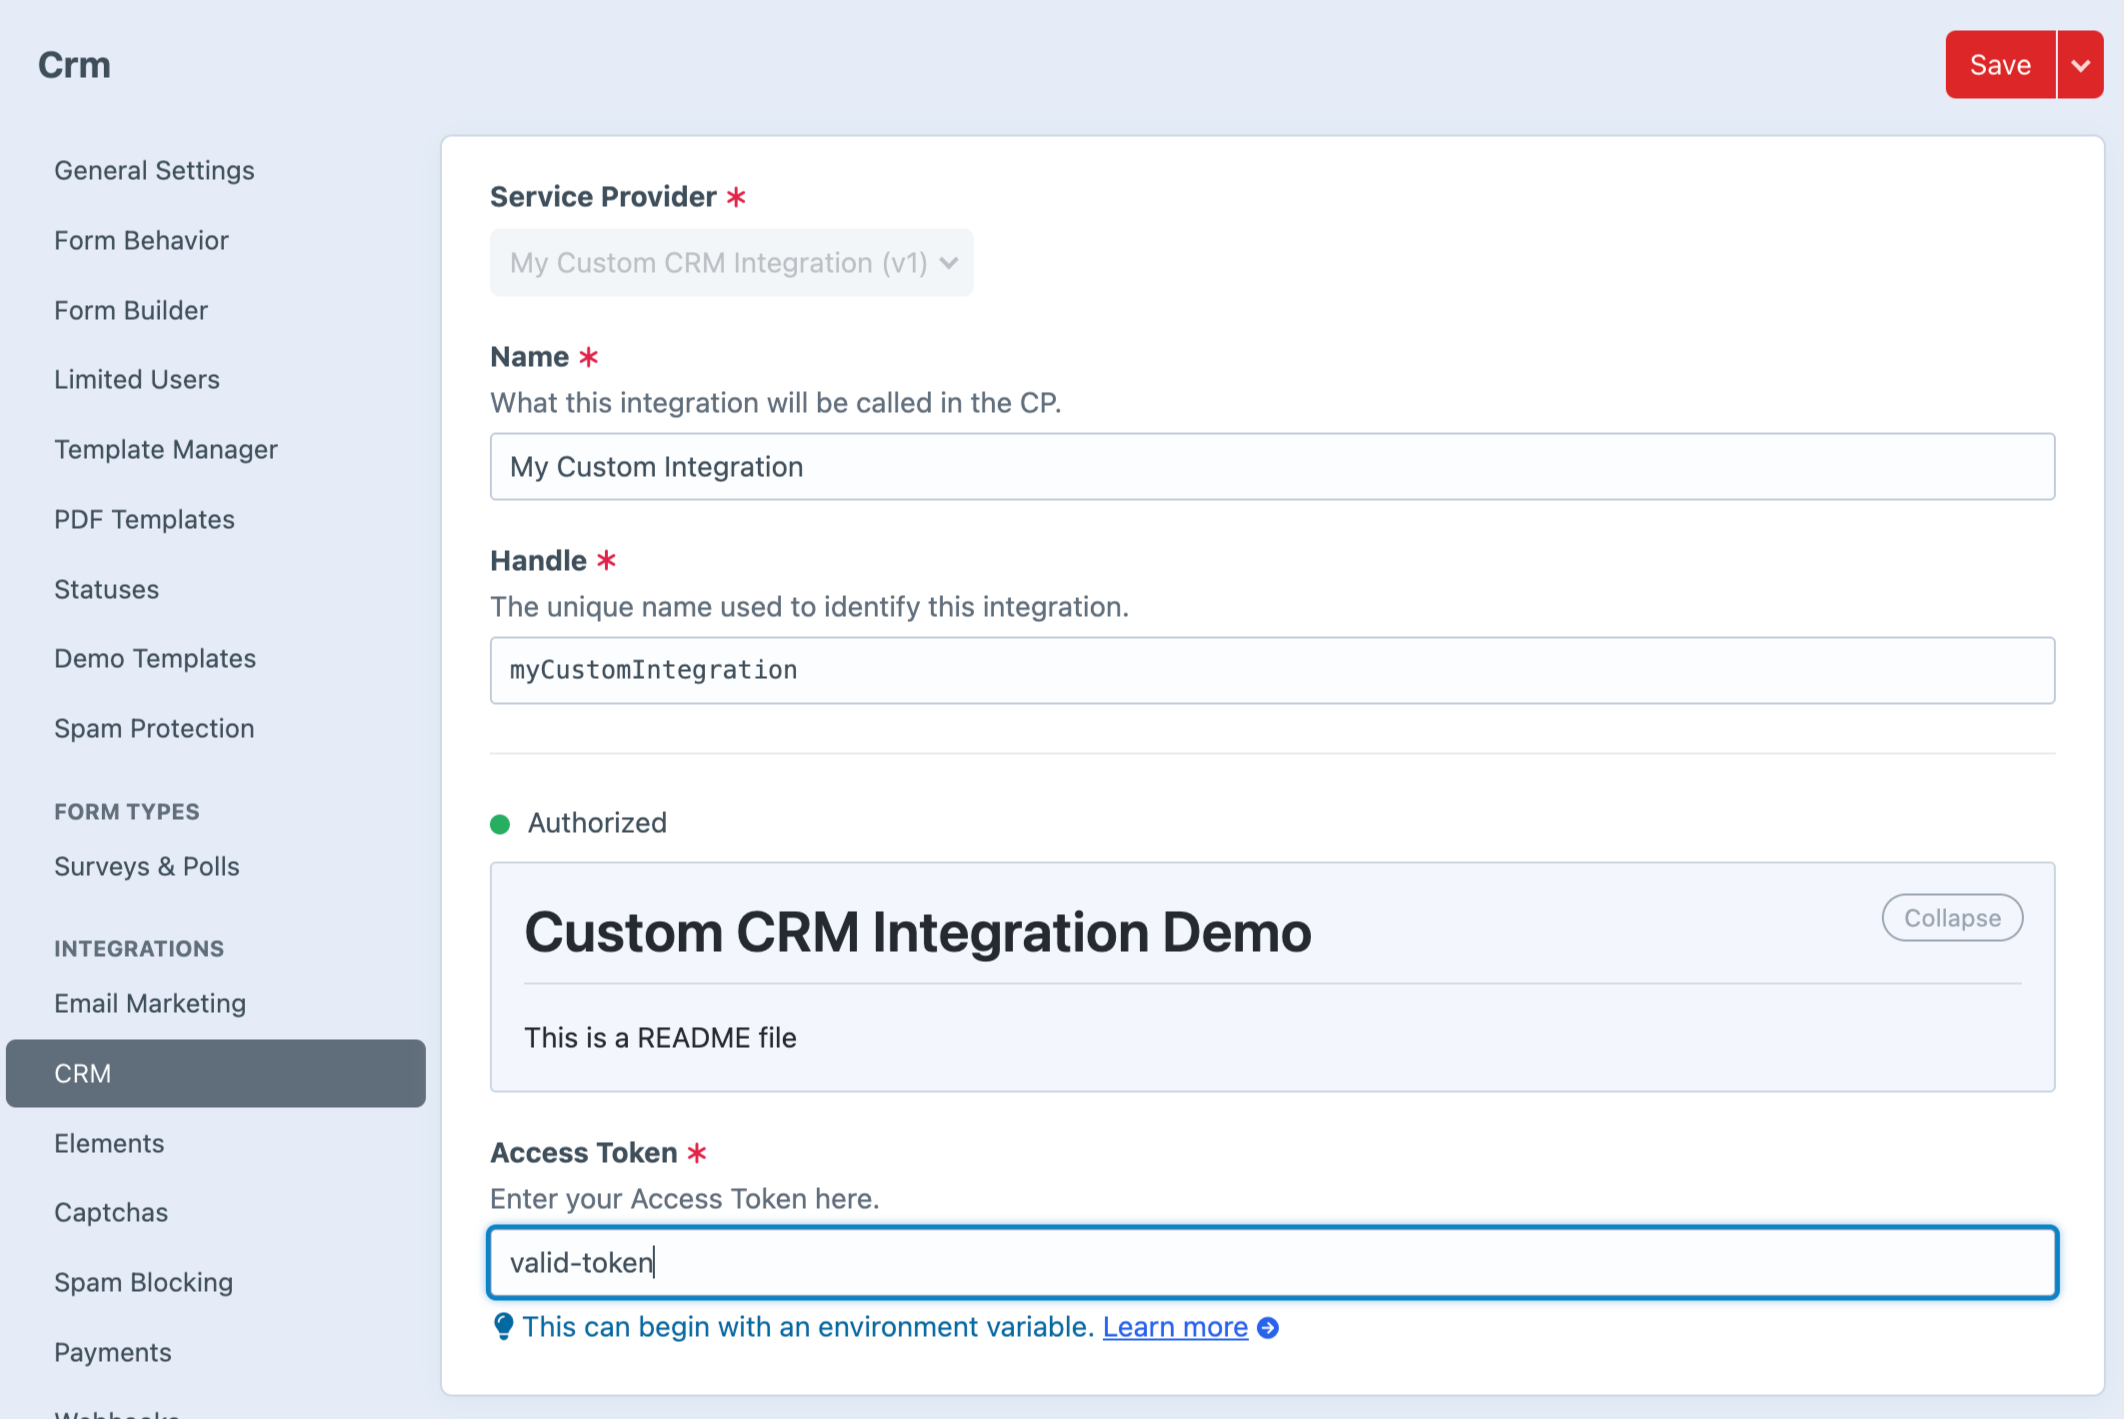 Crm
Save
General Settings
Form Behavior
Form Builder
Limited Users
Template Manager
PDF Templates
Statuses
Demo Templates
Spam Protection
FORM TYPES
Surveys & Polls
INTEGRATIONS
Email Marketing
CRM
Elements
Captchas
Spam Blocking
Payments
Webhooks
Service Provider *
My Custom CRM Integration (v1)
Name *
What this integration will be called in the CP.
My Custom Integration
Handle *
The unique name used to identify this integration.
myCustomIntegration
Authorized
Custom CRM Integration Demo
Collapse
This is a README file
Access Token *
Enter your Access Token here.
valid-token
This can begin with an environment variable. Learn more